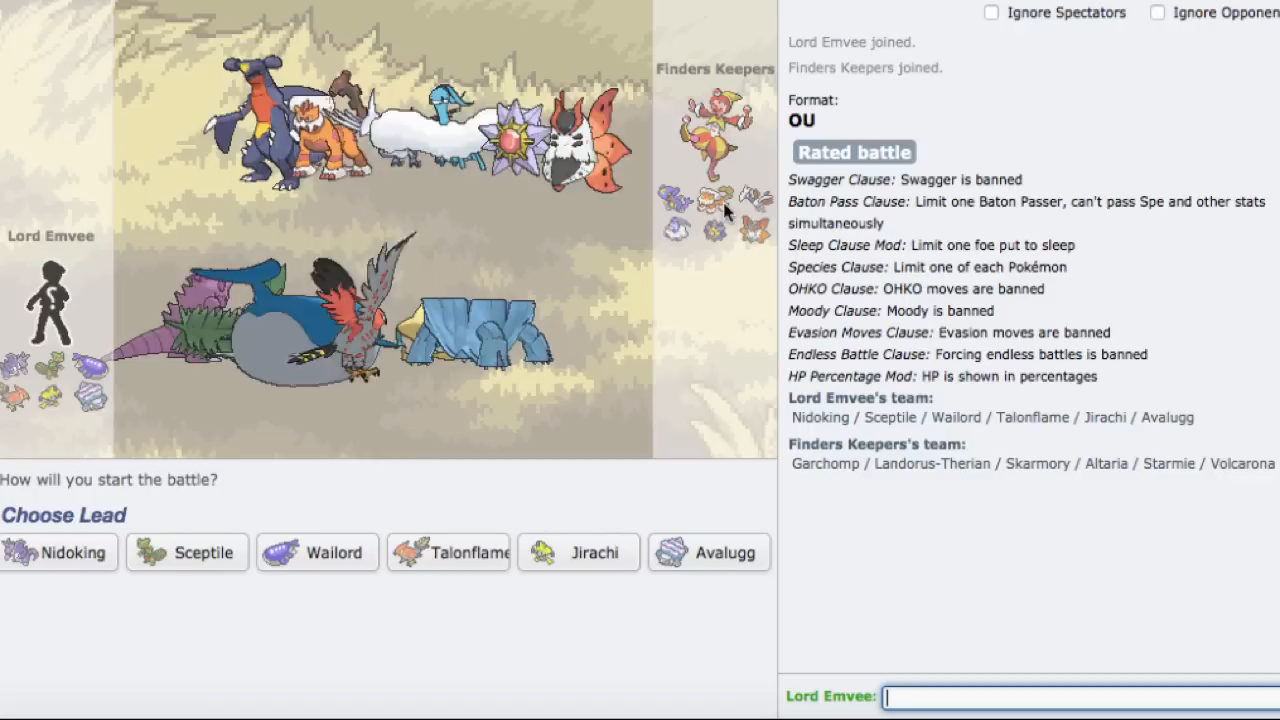 Ignore Spectators Ignore Opponen
Lord Emvee joined.
Finders Keepers joined.
Format:
OU
Rated battle
Swagger Clause: Swagger is banned
Baton Pass Clause: Limit one Baton Passer, can't pass Spe and other stats
simultaneously
Sleep Clause Mod: Limit one foe put to sleep
Species Clause: Limit one of each Pokémon
OHKO Clause: OHKO moves are banned
Moody Clause: Moody is banned
Evasion Moves Clause: Evasion moves are banned
Endless Battle Clause: Forcing endless battles is banned
HP Percentage Mod: HP is shown in percentages
Lord Emvee's team:
Nidoking / Sceptile / Wailord / Talonflame / Jirachi / Avalugg
Finders Keepers's team:
Garchomp / Landorus-Therian / Skarmory / Altaria / Starmie / Volcarona
Finders Keepers
Lord Emvee
How will you start the battle?
Choose Lead
Nidoking Sceptile Wailord Talonflame Jirachi Avalugg
Lord Emvee: